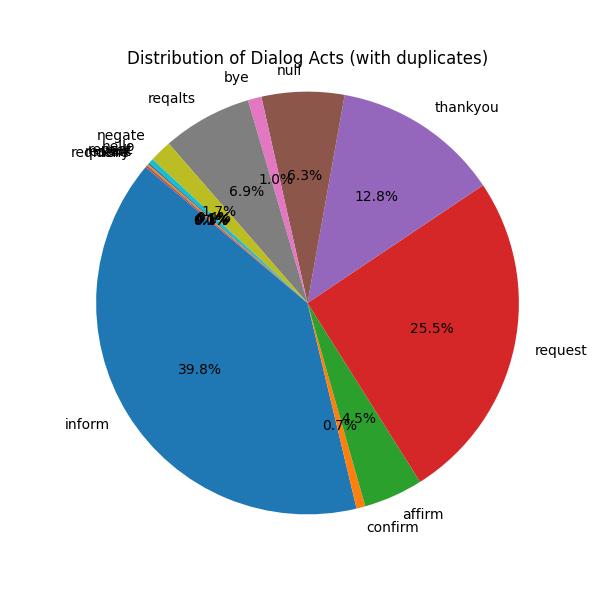 Distribution of Dialog Acts (with duplicates)
null
bye
reqalts
thankyou
negate
hello
6.3%
1.0%
6.9%
12.8%
1.7%
25.5%
request
39.8%
4.5%
0.7%
inform
affirm
confirm